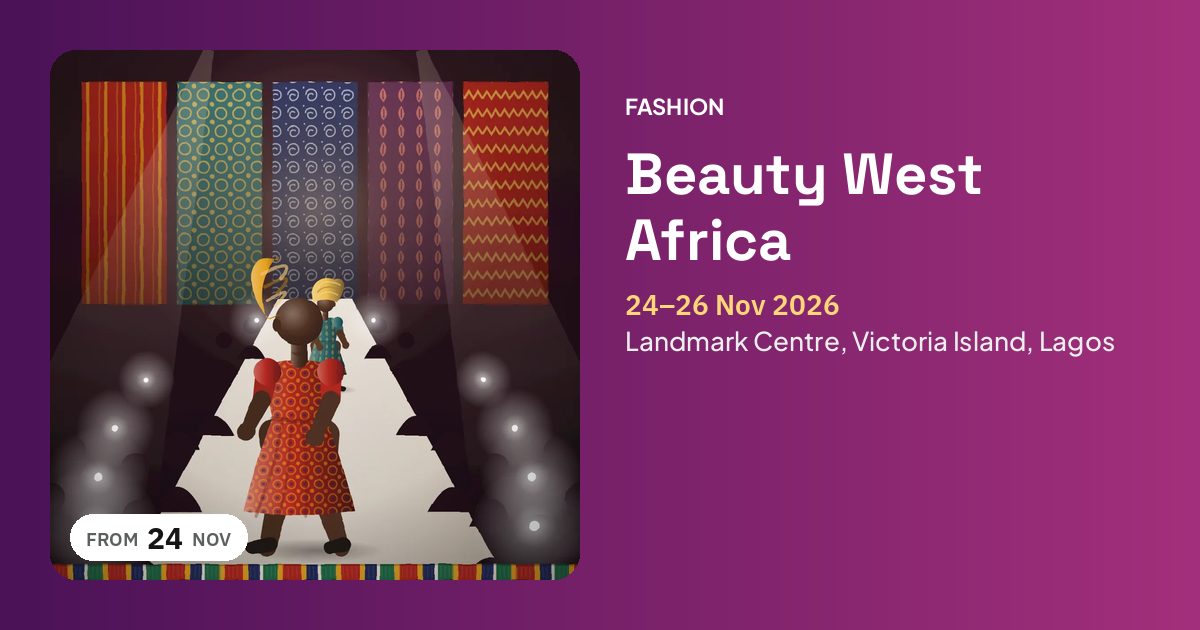 FASHION
Beauty West
Africa
24–26 Nov 2026
Landmark Centre, Victoria Island, Lagos
FROM 24 NOV